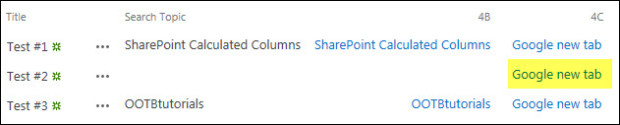 Title Search Topic 4B 4C
Test #1 ... SharePoint Calculated Columns SharePoint Calculated Columns Google new tab
Test #2 ... Google new tab
Test #3 ... OOTBtutorials OOTBtutorials Google new tab